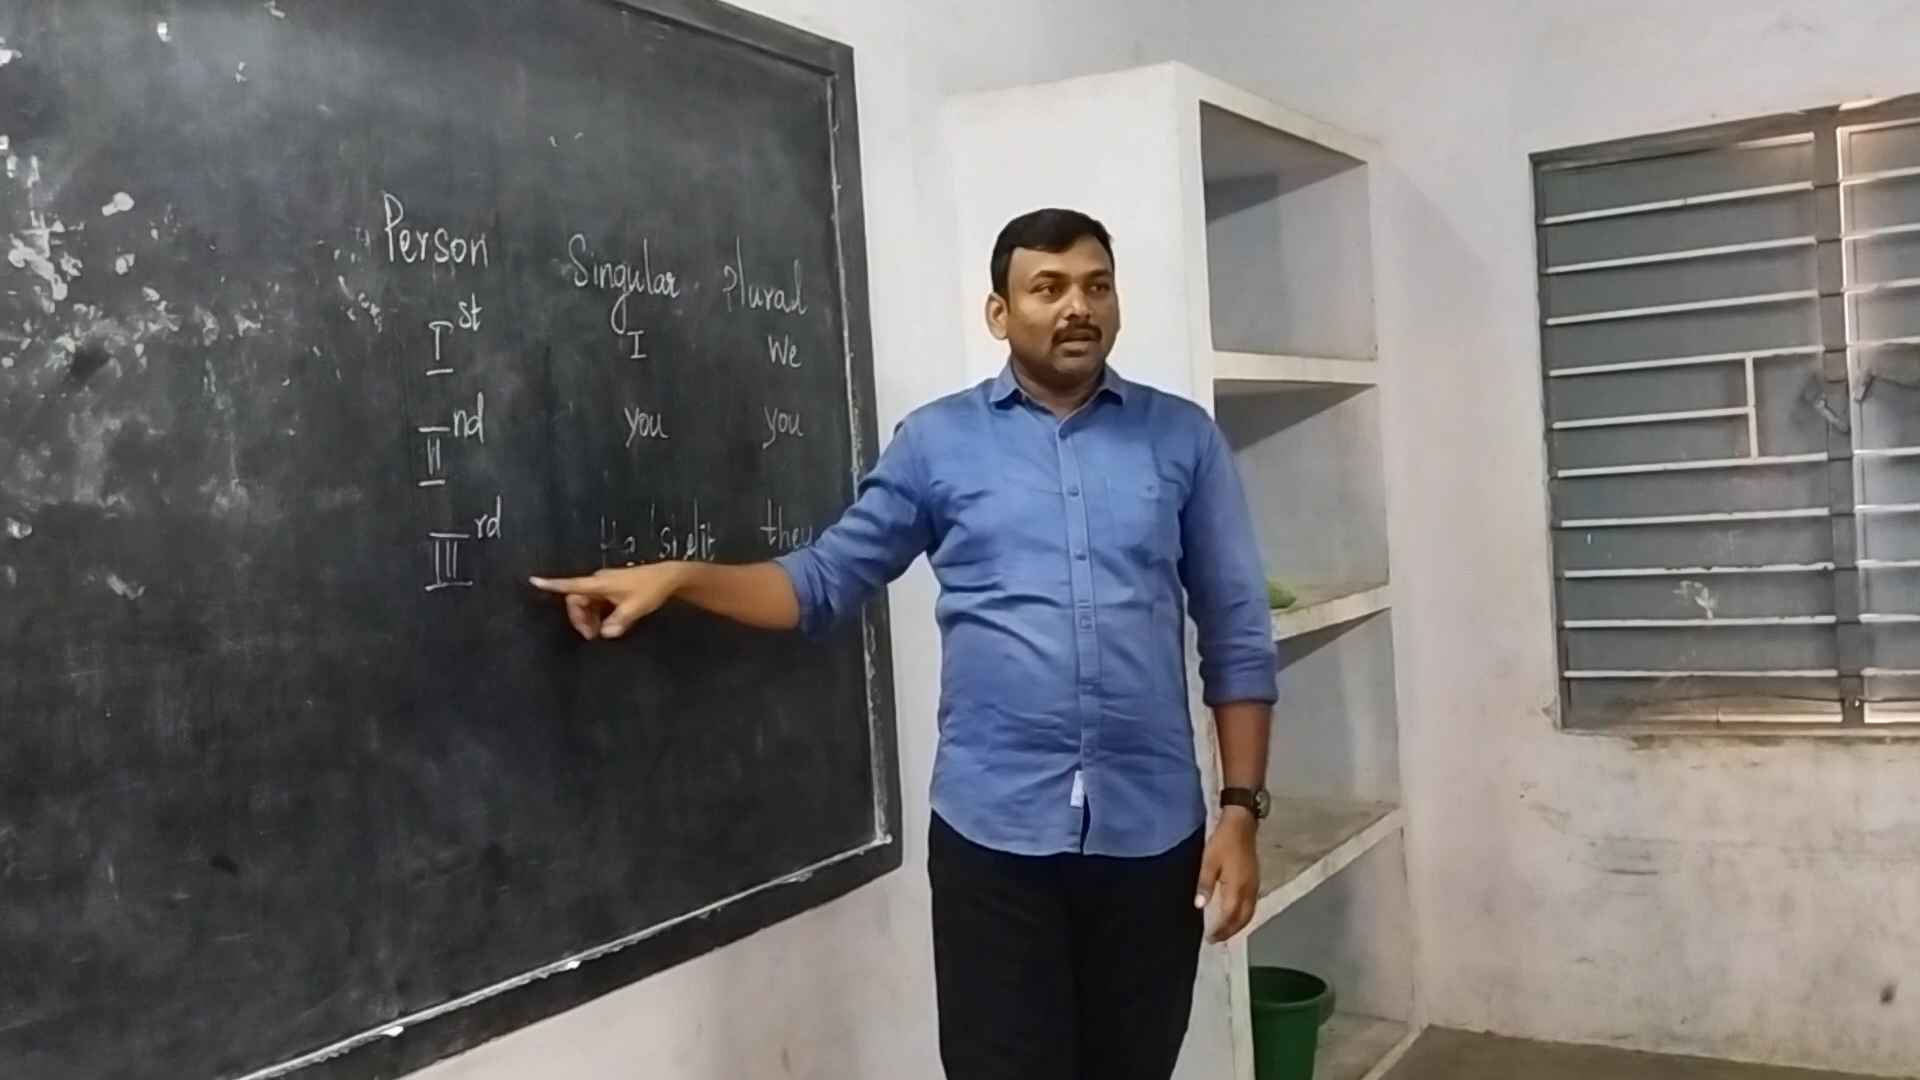 Person Singular Plural
Ist I We
IInd you you
IIIrd they